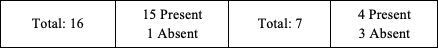 Total: 16
15 Present
1 Absent
Total: 7
4 Present
3 Absent